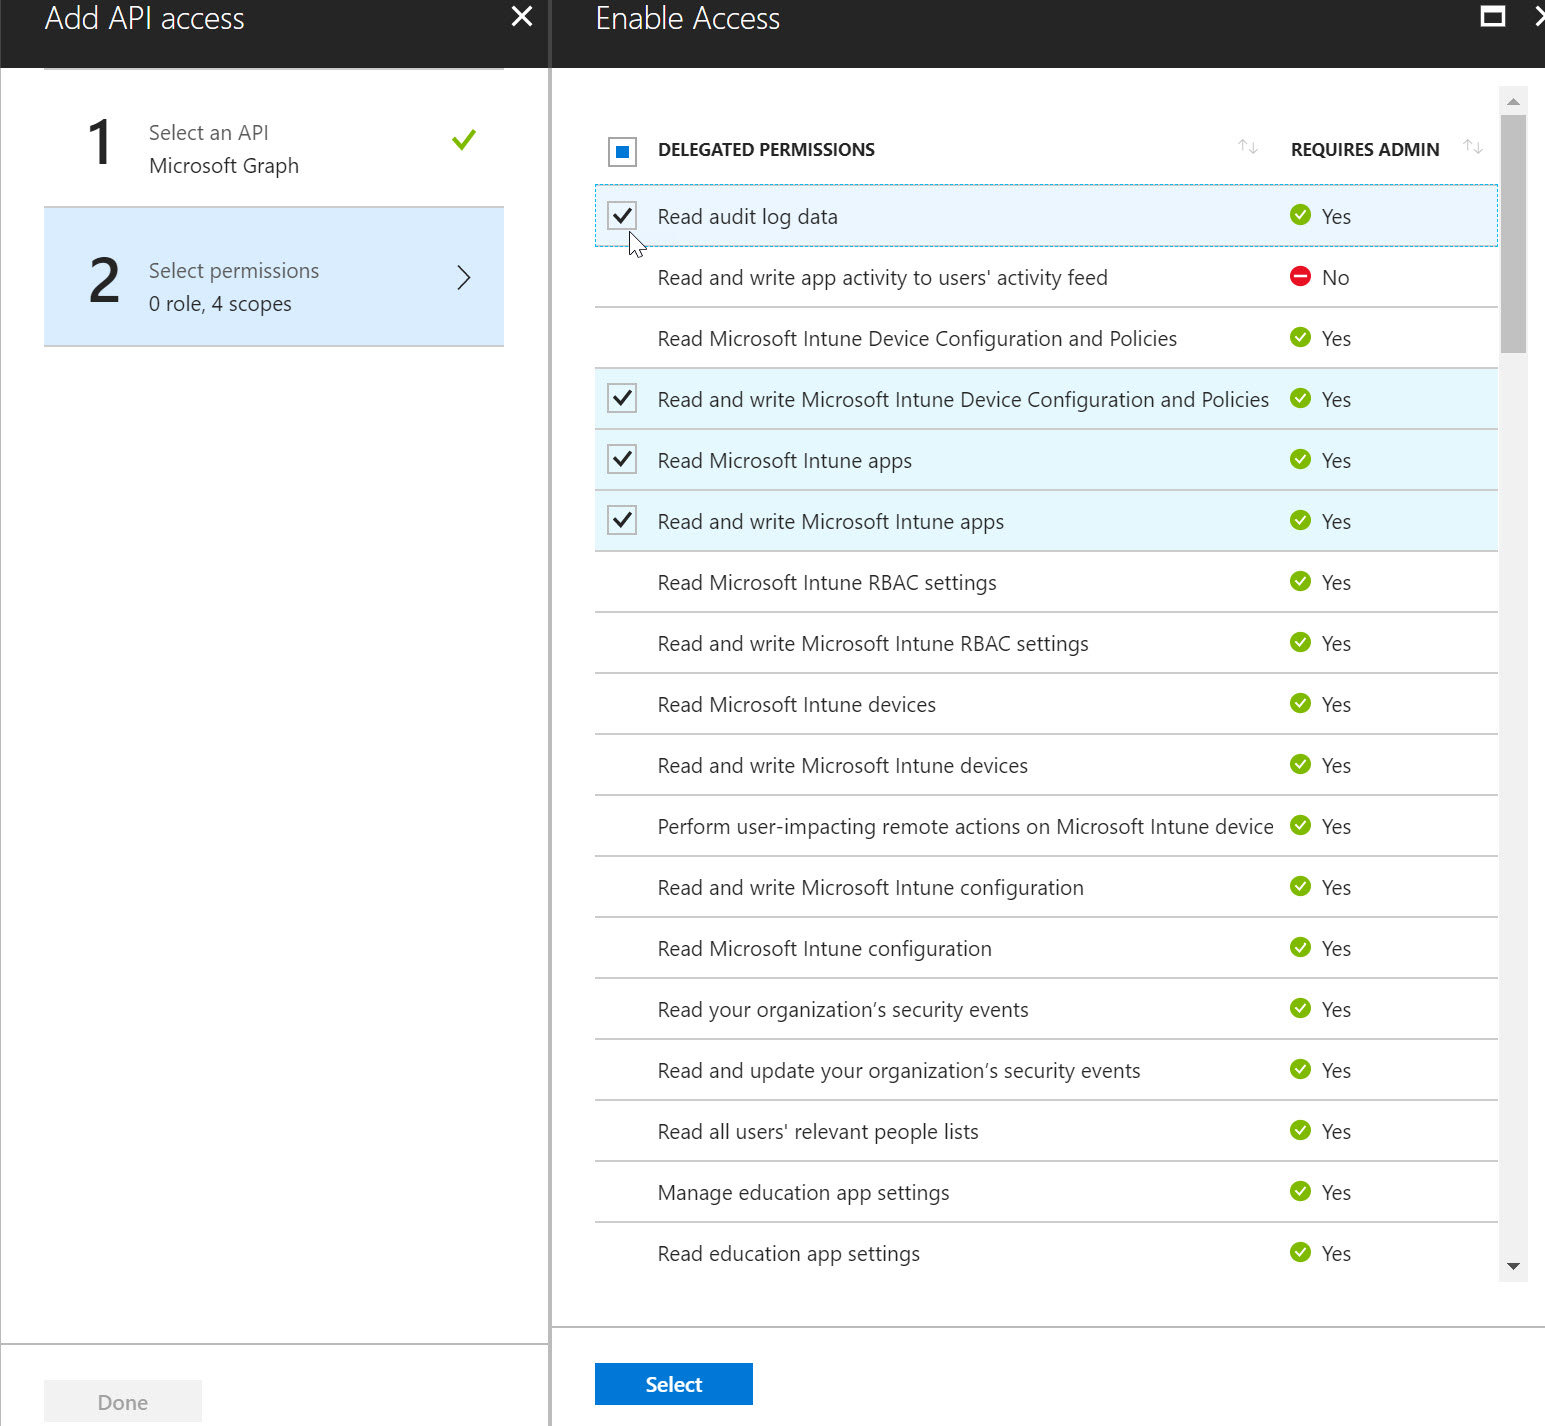 Add API access
1
Select an API
Microsoft Graph
2
Select permissions
0 role, 4 scopes
Done
Enable Access
DELEGATED PERMISSIONS REQUIRES ADMIN
Read audit log data Yes
Read and write app activity to users' activity feed No
Read Microsoft Intune Device Configuration and Policies Yes
Read and write Microsoft Intune Device Configuration and Policies Yes
Read Microsoft Intune apps Yes
Read and write Microsoft Intune apps Yes
Read Microsoft Intune RBAC settings Yes
Read and write Microsoft Intune RBAC settings Yes
Read Microsoft Intune devices Yes
Read and write Microsoft Intune devices Yes
Perform user-impacting remote actions on Microsoft Intune device Yes
Read and write Microsoft Intune configuration Yes
Read Microsoft Intune configuration Yes
Read your organization’s security events Yes
Read and update your organization’s security events Yes
Read all users' relevant people lists Yes
Manage education app settings Yes
Read education app settings Yes
Select